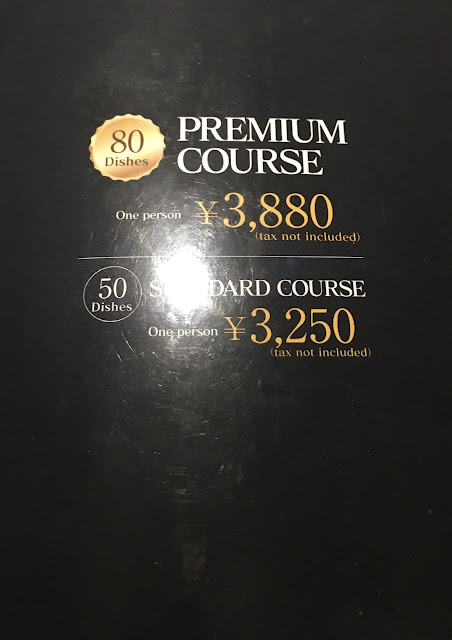 80
Dishes
PREMIUM
COURSE
One person ¥3,880
(tax not included)
50
Dishes
STANDARD COURSE
One person ¥3,250
(tax not included)